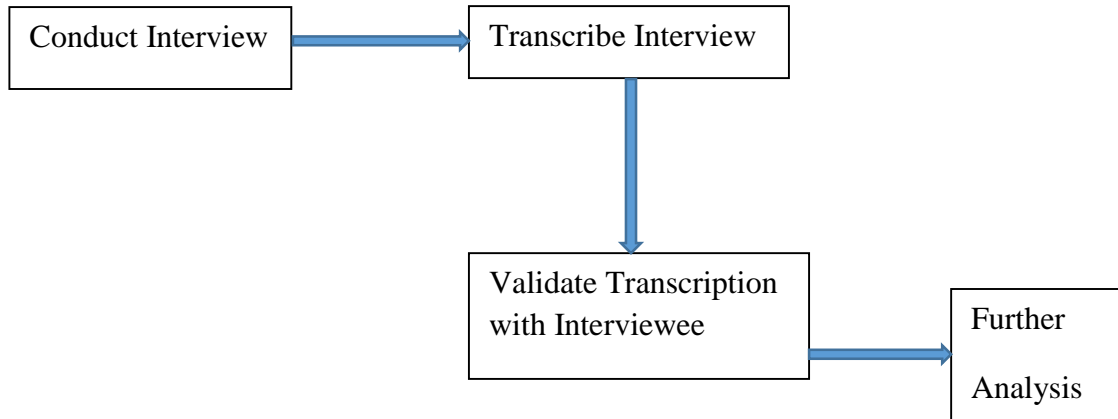 Conduct Interview
Transcribe Interview
Validate Transcription
with Interviewee
Further
Analysis